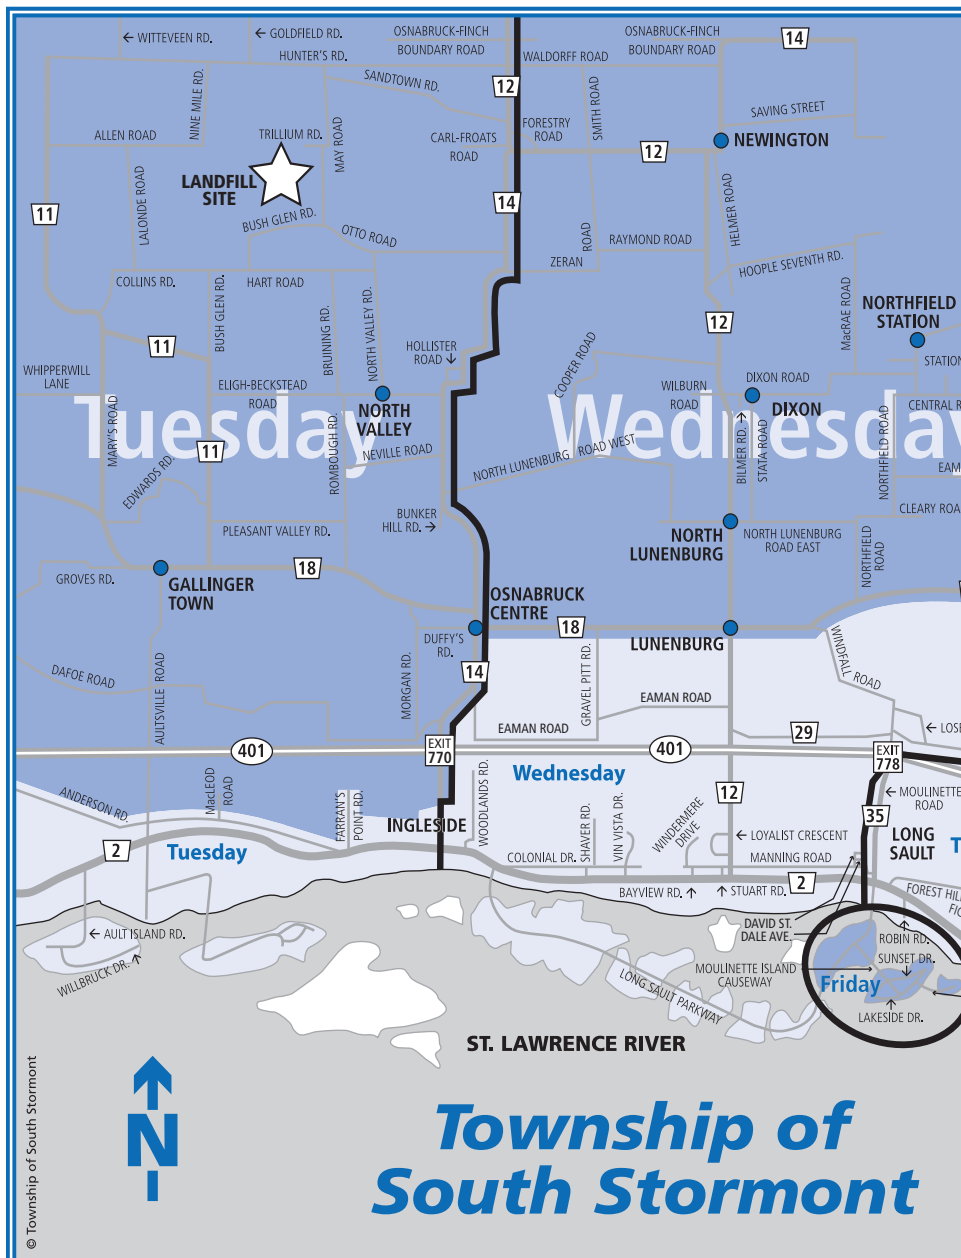 ← WITTEVEEN RD.
← GOLDFIELD RD.
HUNTER'S RD.
OSNABRUCK-FINCH
BOUNDARY ROAD
WALDORFF ROAD
OSNABRUCK-FINCH
BOUNDARY ROAD
14
SANDTOWN RD.
12
NINE MILE RD.
SMITH ROAD
SAVING STREET
ALLEN ROAD
TRILLIUM RD.
MAY ROAD
CARL-FROATS
ROAD
FORESTRY
ROAD
12
NEWINGTON
LANDFILL
SITE
LALONDE ROAD
11
BUSH GLEN RD.
OTTO ROAD
14
ROAD
RAYMOND ROAD
HELMER ROAD
ZERAN
HOOPLE SEVENTH RD.
COLLINS RD.
HART ROAD
BUSH GLEN RD.
BRUINING RD.
NORTH VALLEY RD.
MacRAE ROAD
NORTHFIELD
STATION
12
11
HOLLISTER
ROAD ↓
COOPER ROAD
STATION
WHIPPERWILL
LANE
ELIGH-BECKSTEAD
ROAD
WILBURN
ROAD
DIXON ROAD
DIXON
CENTRAL R
Tuesday
Wednesday
NORTH
VALLEY
MARY'S ROAD
ROMBOUGH RD.
NEVILLE ROAD
NORTH LUNENBURG ROAD WEST
BILMER RD. →
STATA ROAD
NORTHFIELD ROAD
EAM
11
EDWARDS RD.
CLEARY ROA
BUNKER
HILL RD. →
PLEASANT VALLEY RD.
NORTH
LUNENBURG
NORTH LUNENBURG
ROAD EAST
NORTHFIELD
ROAD
GROVES RD.
GALLINGER
TOWN
18
OSNABRUCK
CENTRE
18
LUNENBURG
DUFFY'S
RD.
WINDFALL ROAD
DAFOE ROAD
AULTSVILLE ROAD
MORGAN RD.
14
GRAVEL PITT RD.
EAMAN ROAD
EAMAN ROAD
29
← LOSE
401
EXIT
770
401
EXIT
778
Wednesday
ANDERSON RD.
MacLEOD
ROAD
FARRAN'S
POINT RD.
INGLESIDE
WOODLANDS RD.
SHAVER RD.
VIN VISTA DR.
WINDERMERE
DRIVE
12
← LOYALIST CRESCENT
← MOULINETTE
ROAD
35
LONG
SAULT
2
Tuesday
COLONIAL DR.
MANNING ROAD
T
BAYVIEW RD. ↑
↑ STUART RD.
2
FOREST HIL
FIC
← AULT ISLAND RD.
WILLBRUCK DR. ↑
DAVID ST.
DALE AVE.
ROBIN RD.
SUNSET DR.
LONG SAULT PARKWAY
MOULINETTE ISLAND
CAUSEWAY
Friday
LAKESIDE DR.
ST. LAWRENCE RIVER
N
Township of
South Stormont
© Township of South Stormont